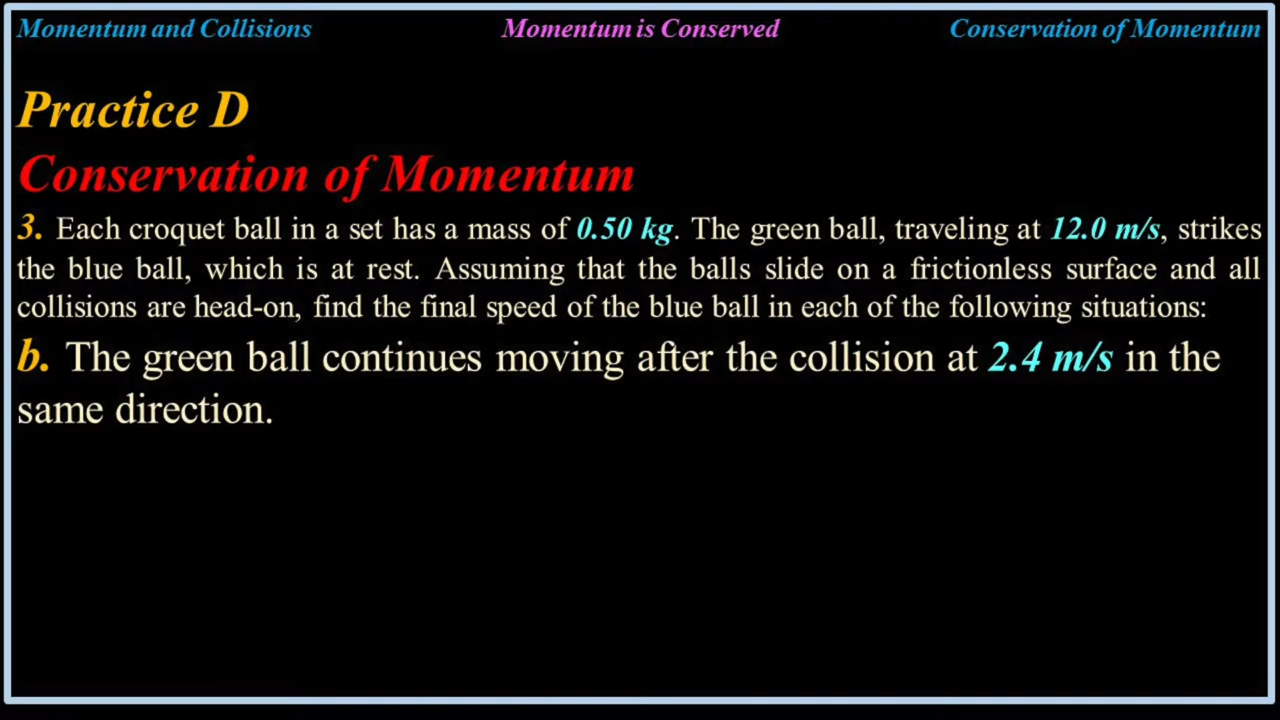 Momentum and Collisions Momentum is Conserved Conservation of Momentum
Practice D
Conservation of Momentum
3. Each croquet ball in a set has a mass of 0.50 kg. The green ball, traveling at 12.0 m/s, strikes
the blue ball, which is at rest. Assuming that the balls slide on a frictionless surface and all
collisions are head-on, find the final speed of the blue ball in each of the following situations:
b. The green ball continues moving after the collision at 2.4 m/s in the
same direction.